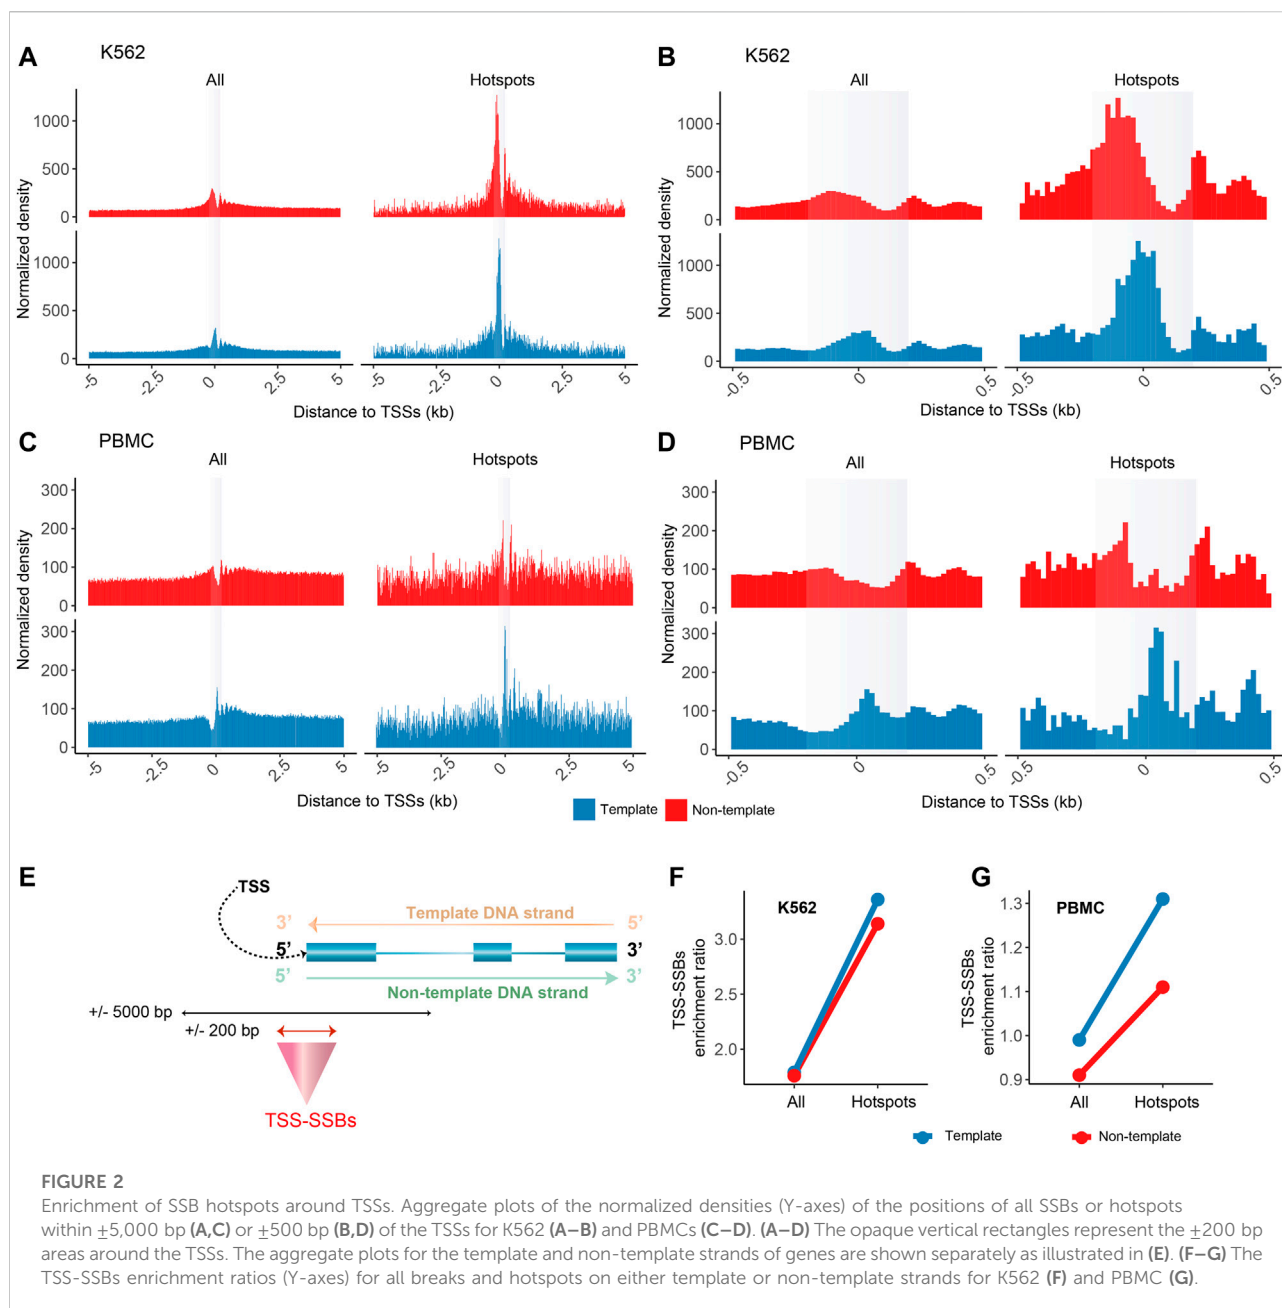 A
K562
All
Hotspots
Normalized density
1000
500
0
1000
500
0
-5
-2.5
0
2.5
5
-5
-2.5
0
2.5
5
Distance to TSSs (kb)
B
K562
All
Hotspots
Normalized density
1000
500
0
1000
500
0
-0.5
0
0.5
-0.5
0
0.5
Distance to TSSs (kb)
C
PBMC
All
Hotspots
Normalized density
300
200
100
0
300
200
100
0
-5
-2.5
0
2.5
5
-5
-2.5
0
2.5
5
Distance to TSSs (kb)
D
PBMC
All
Hotspots
Normalized density
300
200
100
0
300
200
100
0
-0.5
0
0.5
-0.5
0
0.5
Distance to TSSs (kb)
Template
Non-template
E
TSS
3’
Template DNA strand
5’
5’
3’
5’
Non-template DNA strand
3’
+/- 5000 bp
+/- 200 bp
TSS-SSBs
F
K562
TSS-SSBs
enrichment ratio
3.0
2.5
2.0
All
Hotspots
G
PBMC
TSS-SSBs
enrichment ratio
1.3
1.2
1.1
1.0
0.9
All
Hotspots
Template
Non-template
FIGURE 2
Enrichment of SSB hotspots around TSSs. Aggregate plots of the normalized densities (Y-axes) of the positions of all SSBs or hotspots
within ±5,000 bp (A,C) or ±500 bp (B,D) of the TSSs for K562 (A–B) and PBMCs (C–D). (A–D) The opaque vertical rectangles represent the ±200 bp
areas around the TSSs. The aggregate plots for the template and non-template strands of genes are shown separately as illustrated in (E). (F–G) The
TSS-SSBs enrichment ratios (Y-axes) for all breaks and hotspots on either template or non-template strands for K562 (F) and PBMC (G).